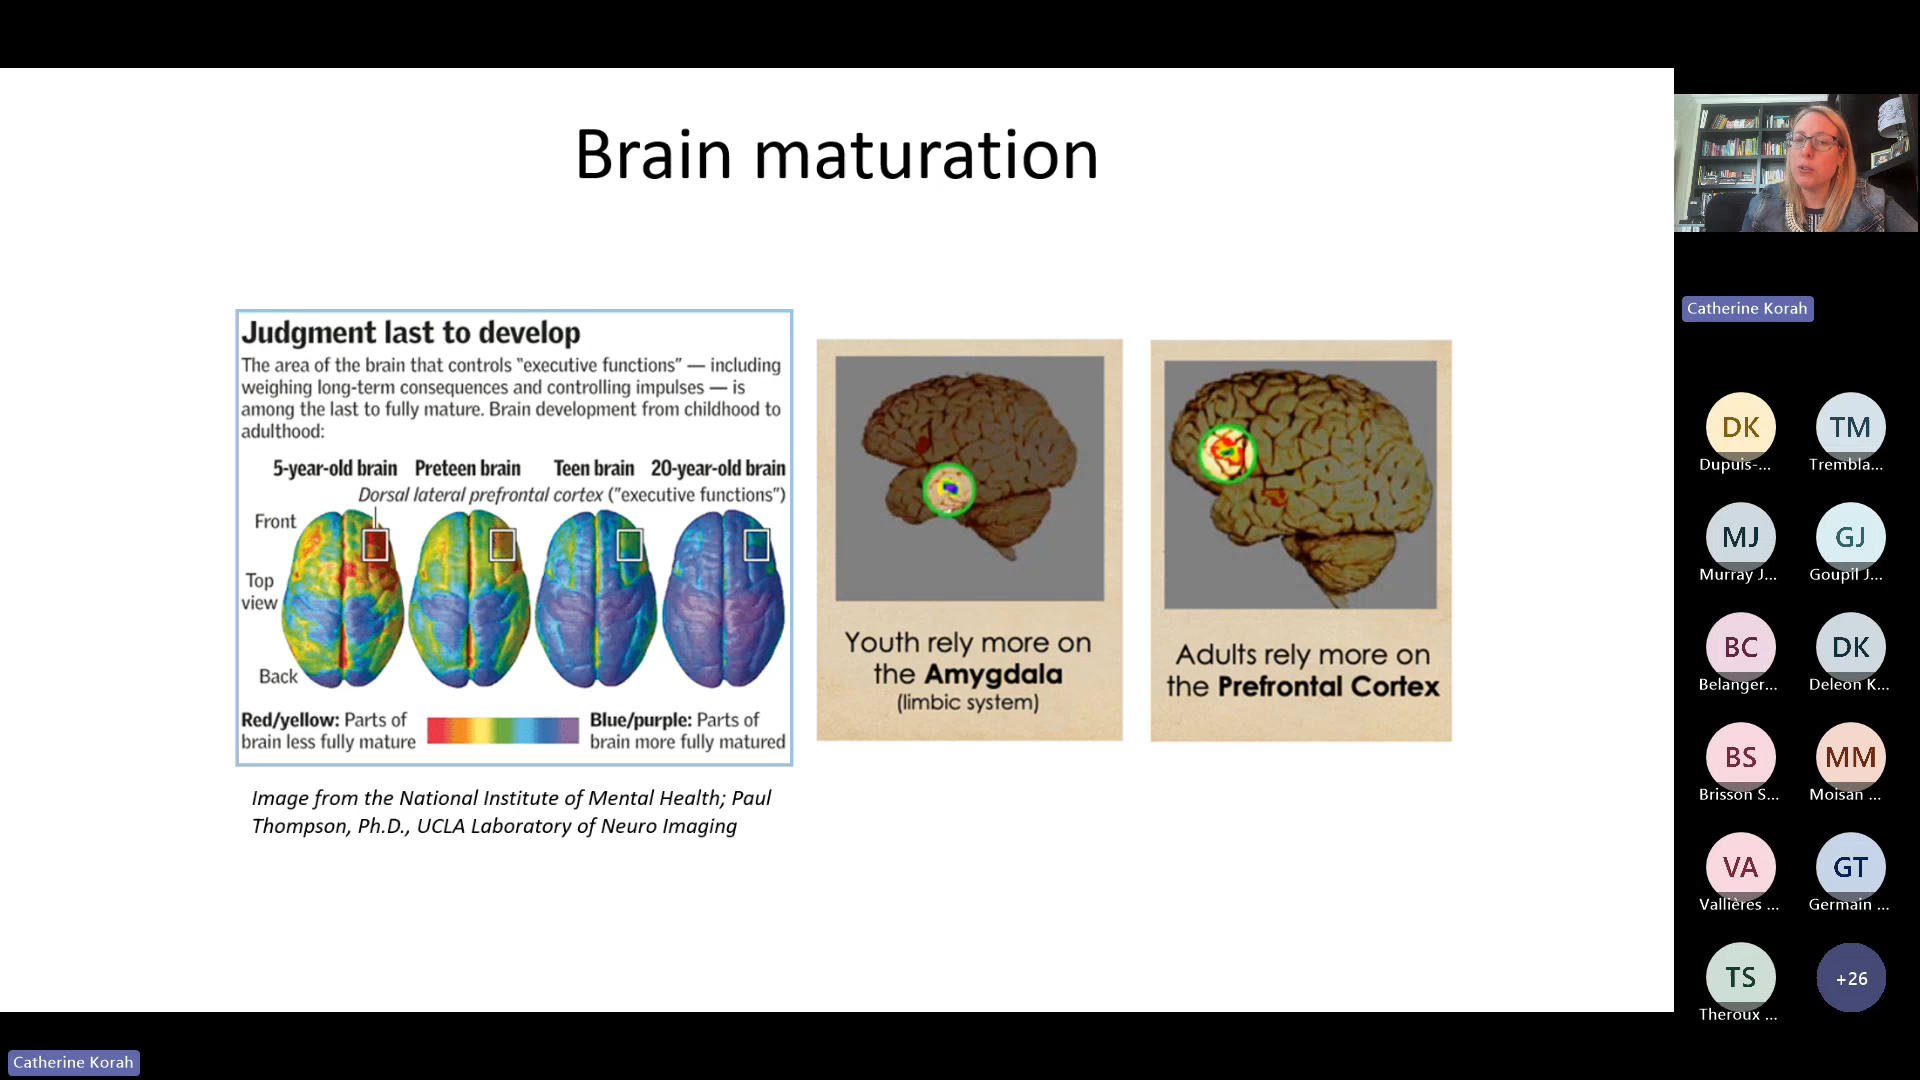 Brain maturation
Judgment last to develop
The area of the brain that controls "executive functions" — including
weighing long-term consequences and controlling impulses — is
among the last to fully mature. Brain development from childhood to
adulthood:
5-year-old brain Preteen brain Teen brain 20-year-old brain
Dorsal lateral prefrontal cortex ("executive functions")
Front
Top
view
Back
Red/yellow: Parts of
brain less fully mature
Blue/purple: Parts of
brain more fully matured
Image from the National Institute of Mental Health; Paul
Thompson, Ph.D., UCLA Laboratory of Neuro Imaging
Youth rely more on
the Amygdala
(limbic system)
Adults rely more on
the Prefrontal Cortex
Catherine Korah
DK TM
Dupuis-... Trembla...
MJ GJ
Murray J... Goupil J...
BC DK
Belanger... Deleon K...
BS MM
Brisson S... Moisan ...
VA GT
Vallières ... Germain ...
TS +26
Theroux ...
Catherine Korah